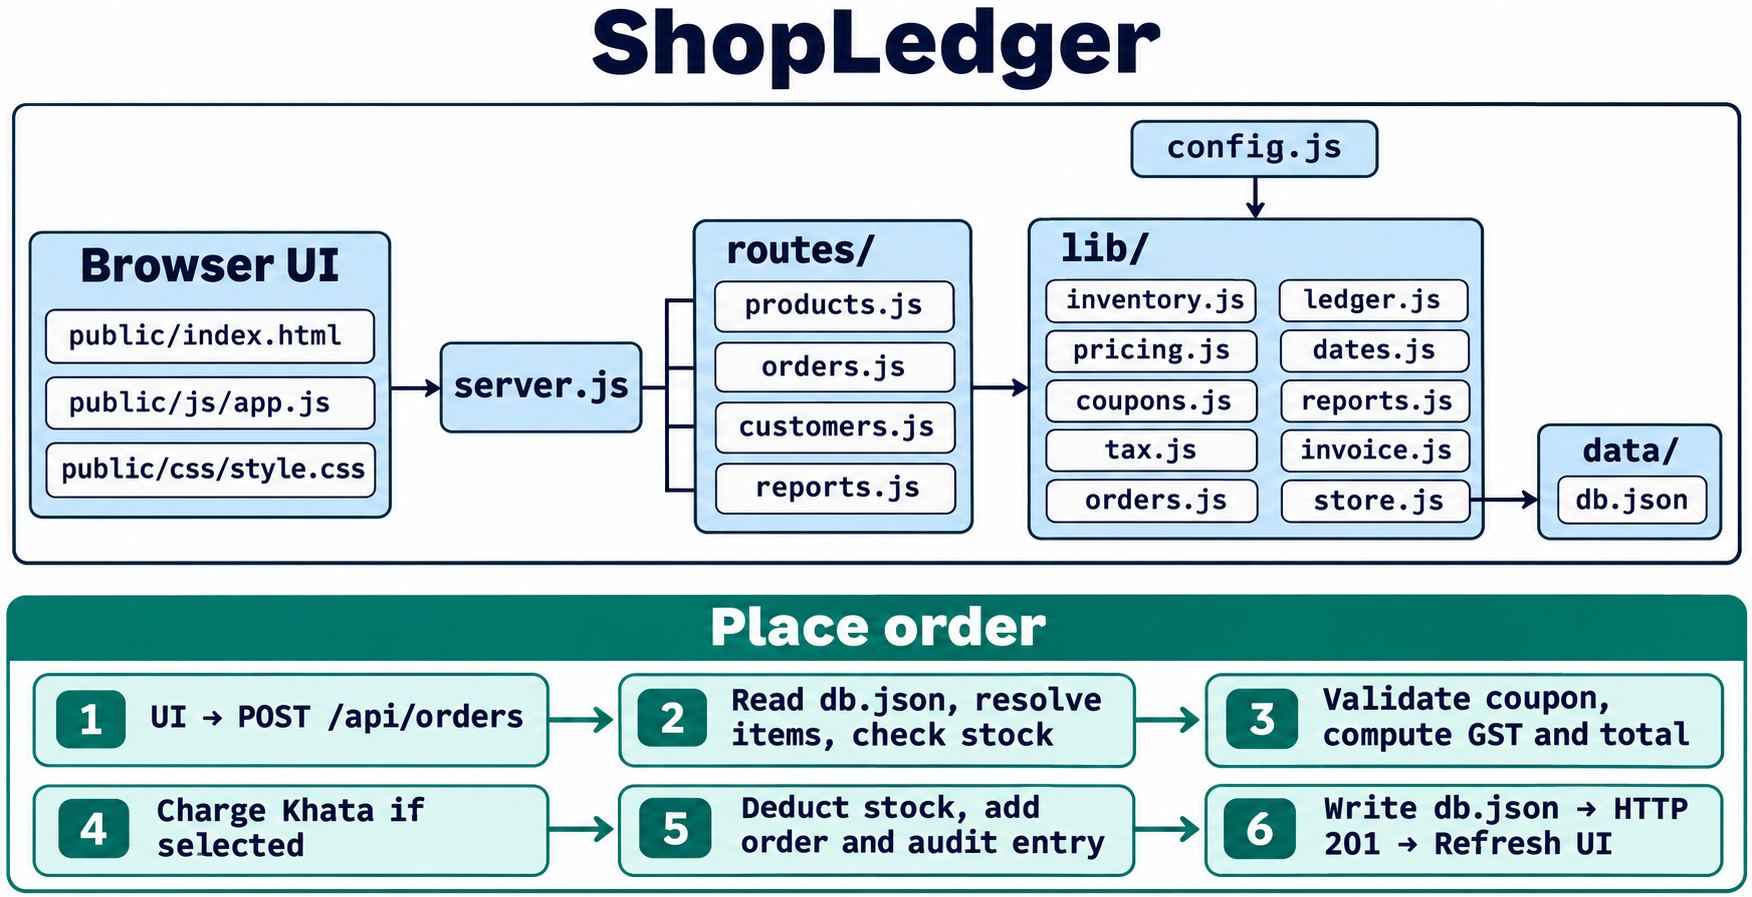 ShopLedger
config.js
Browser UI
public/index.html
public/js/app.js
public/css/style.css
server.js
routes/
products.js
orders.js
customers.js
reports.js
lib/
inventory.js
ledger.js
pricing.js
dates.js
coupons.js
reports.js
tax.js
invoice.js
orders.js
store.js
data/
db.json
Place order
1
UI → POST /api/orders
2
Read db.json, resolve
items, check stock
3
Validate coupon,
compute GST and total
4
Charge Khata if
selected
5
Deduct stock, add
order and audit entry
6
Write db.json → HTTP
201 → Refresh UI